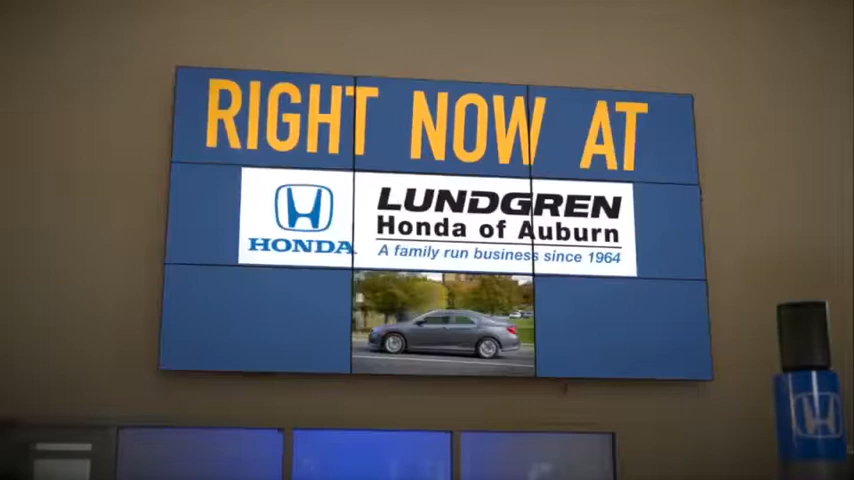 RIGHT NOW AT
LUNDGREN
Honda of Auburn
HONDA
A family run business since 1964